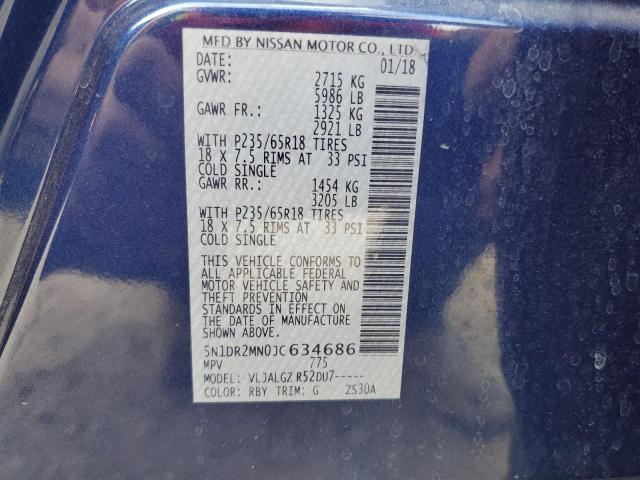 MFD BY NISSAN MOTOR CO., LTD.
DATE: 01/18
GVWR: 2715 KG
5986 LB
GAWR FR.: 1325 KG
2921 LB
WITH P235/65R18 TIRES
18 X 7.5 RIMS AT 33 PSI
COLD SINGLE
GAWR RR.: 1454 KG
3205 LB
WITH P235/65R18 TIRES
18 X 7.5 RIMS AT 33 PSI
COLD SINGLE
THIS VEHICLE CONFORMS TO
ALL APPLICABLE FEDERAL
MOTOR VEHICLE SAFETY AND
THEFT PREVENTION
STANDARDS IN EFFECT ON
THE DATE OF MANUFACTURE
SHOWN ABOVE.
5N1DR2MN0JC634686
MPV 775
MODEL: VLJALGZ R52DU7-----
COLOR: RBY TRIM: G ZS30A